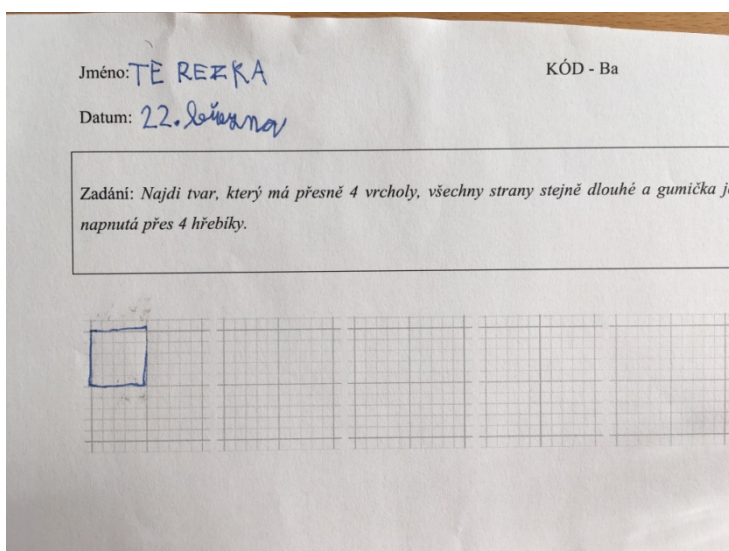 Jméno: TEREZKA KÓD - Ba
Datum: 22. března
Zadání: Najdi tvar, který má přesně 4 vrcholy, všechny strany stejně dlouhé a gumička j
napnutá přes 4 hřebíky.